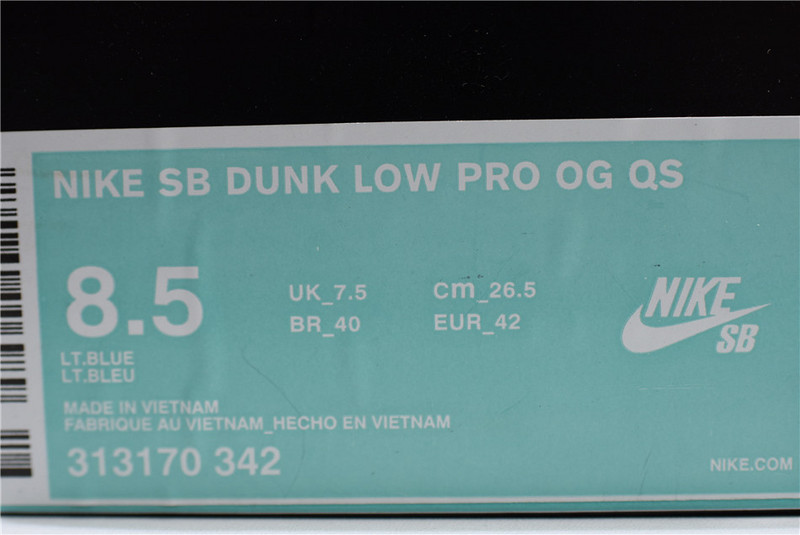 NIKE SB DUNK LOW PRO OG QS
8.5
UK_7.5
cm_26.5
BR_40
EUR_42
LT.BLUE
LT.BLEU
MADE IN VIETNAM
FABRIQUE AU VIETNAM_HECHO EN VIETNAM
313170 342
NIKE
SB
NIKE.COM